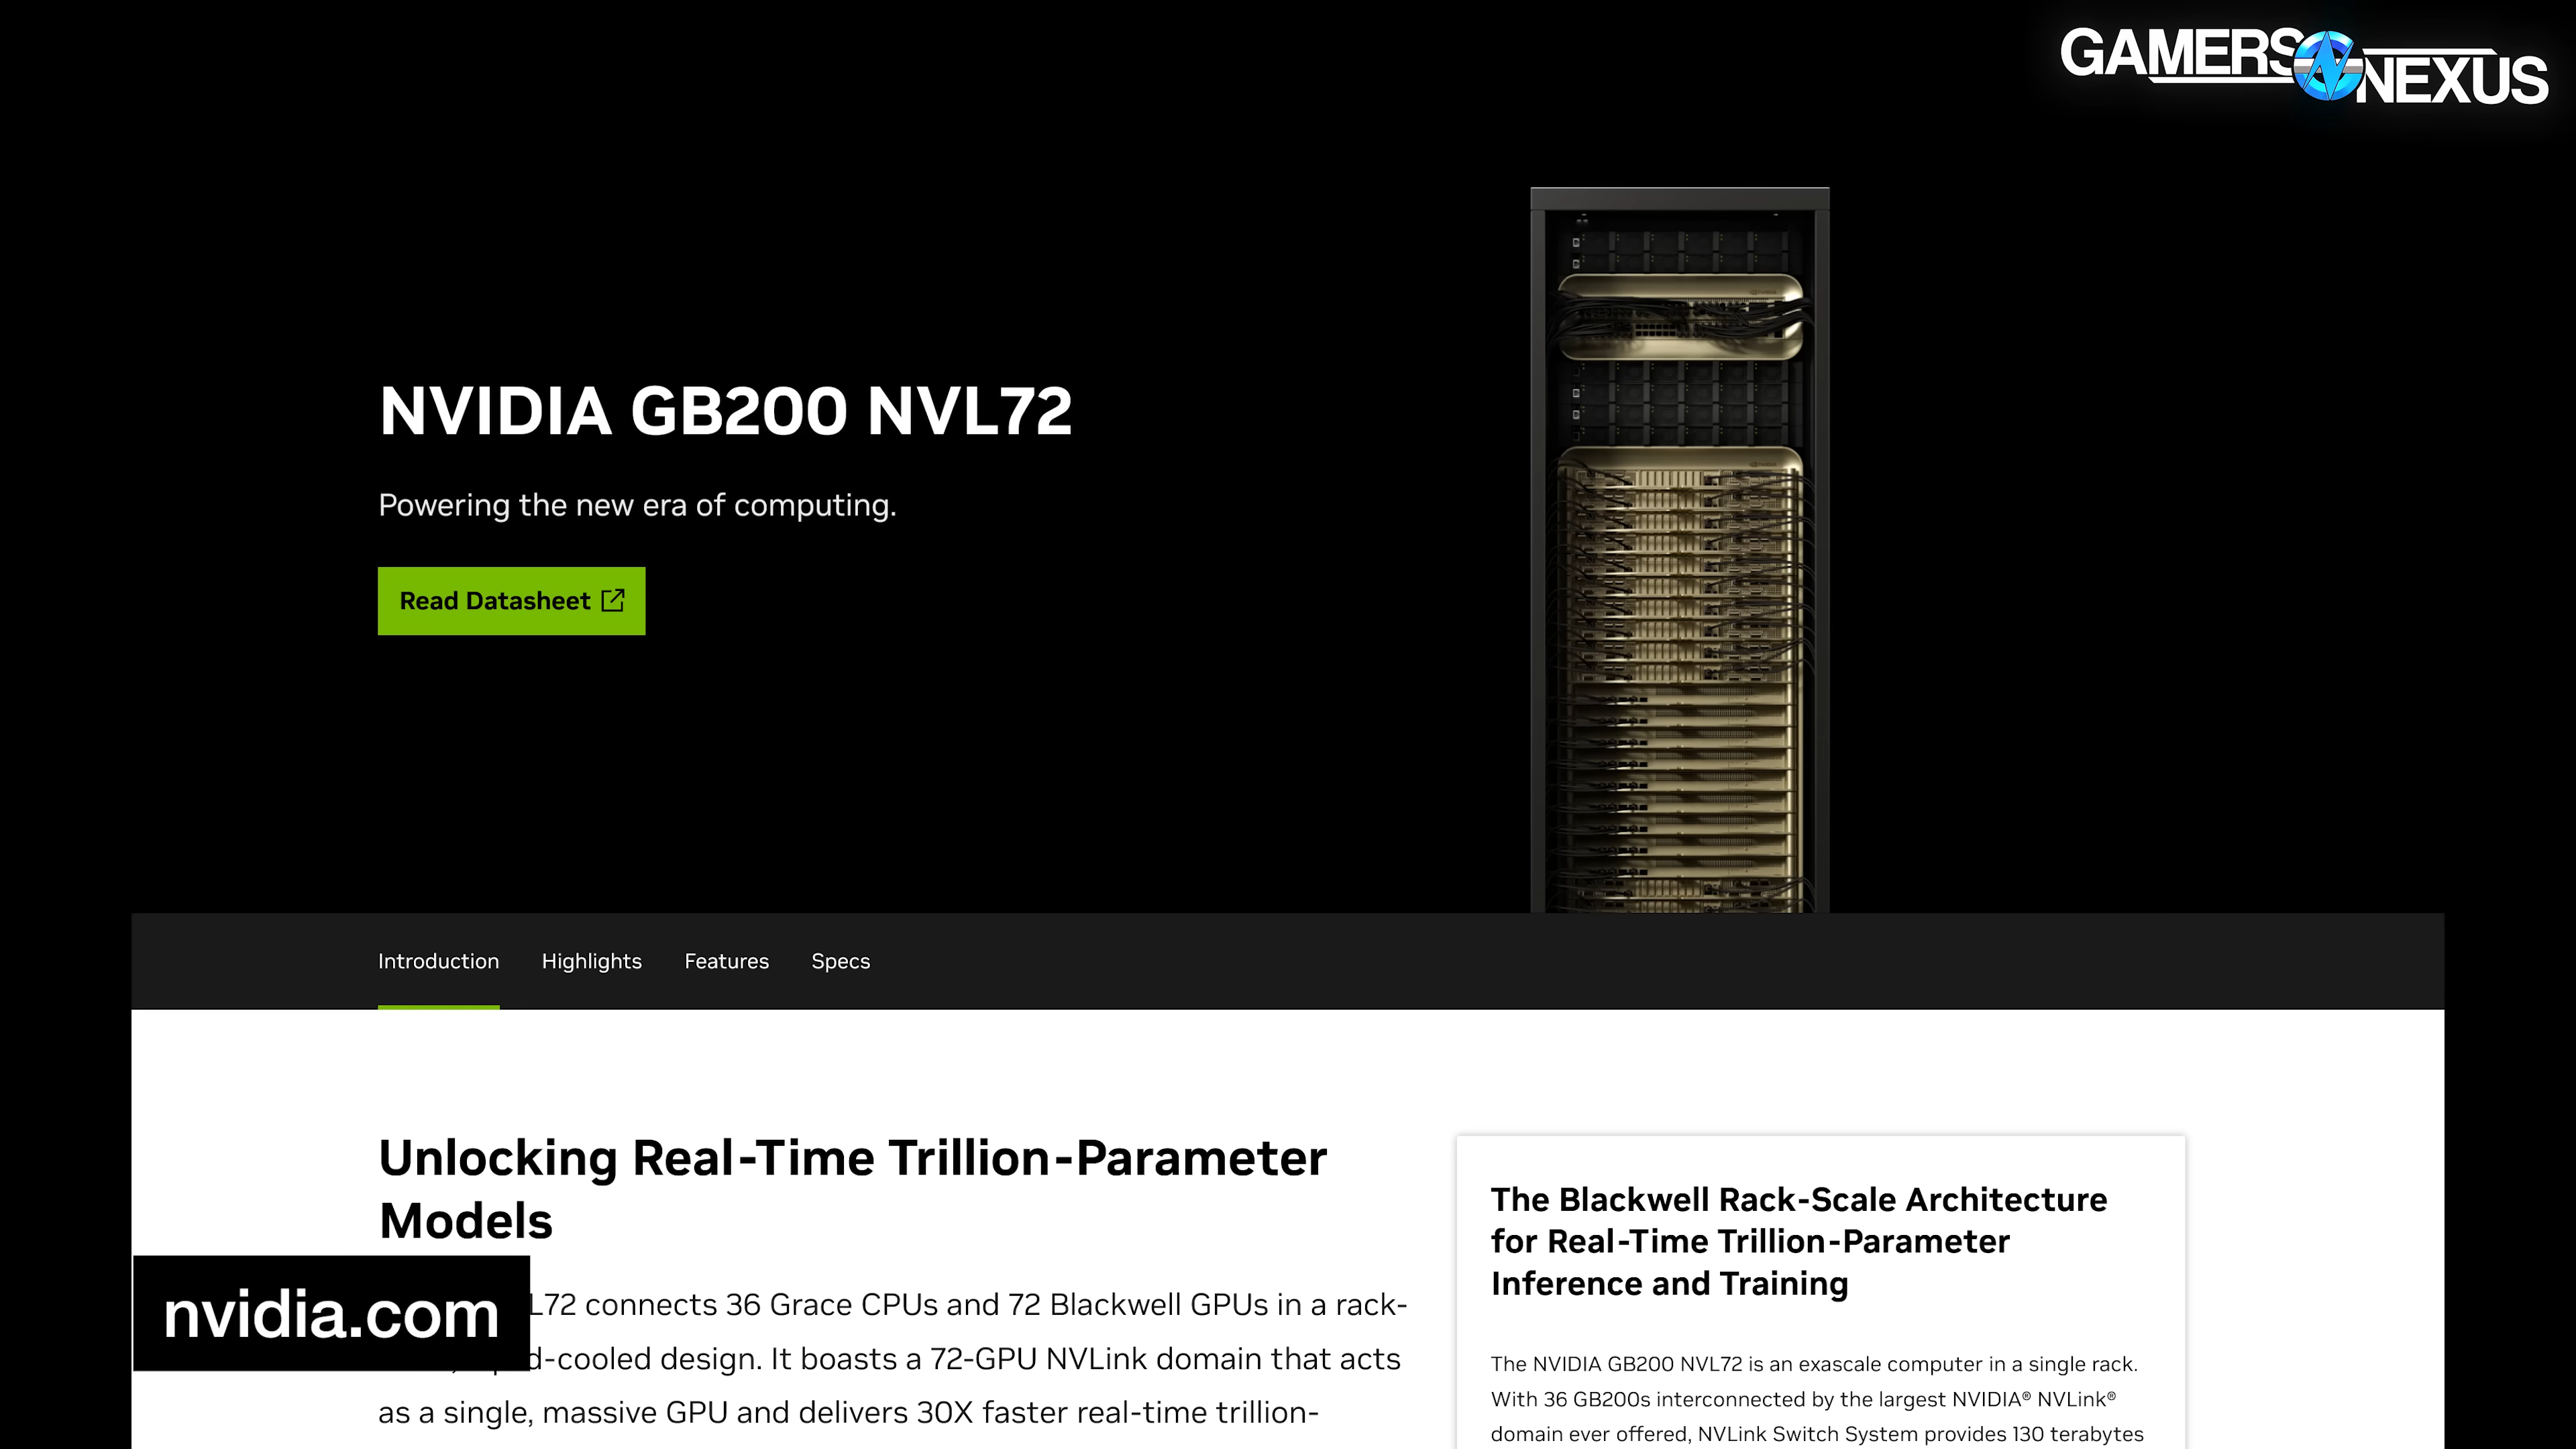 GAMERS NEXUS
NVIDIA GB200 NVL72
Powering the new era of computing.
Read Datasheet
Introduction
Highlights
Features
Specs
Unlocking Real-Time Trillion-Parameter
Models
L72 connects 36 Grace CPUs and 72 Blackwell GPUs in a rack-
d-cooled design. It boasts a 72-GPU NVLink domain that acts
as a single, massive GPU and delivers 30X faster real-time trillion-
nvidia.com
The Blackwell Rack-Scale Architecture
for Real-Time Trillion-Parameter
Inference and Training
The NVIDIA GB200 NVL72 is an exascale computer in a single rack.
With 36 GB200s interconnected by the largest NVIDIA® NVLink®
domain ever offered, NVLink Switch System provides 130 terabytes